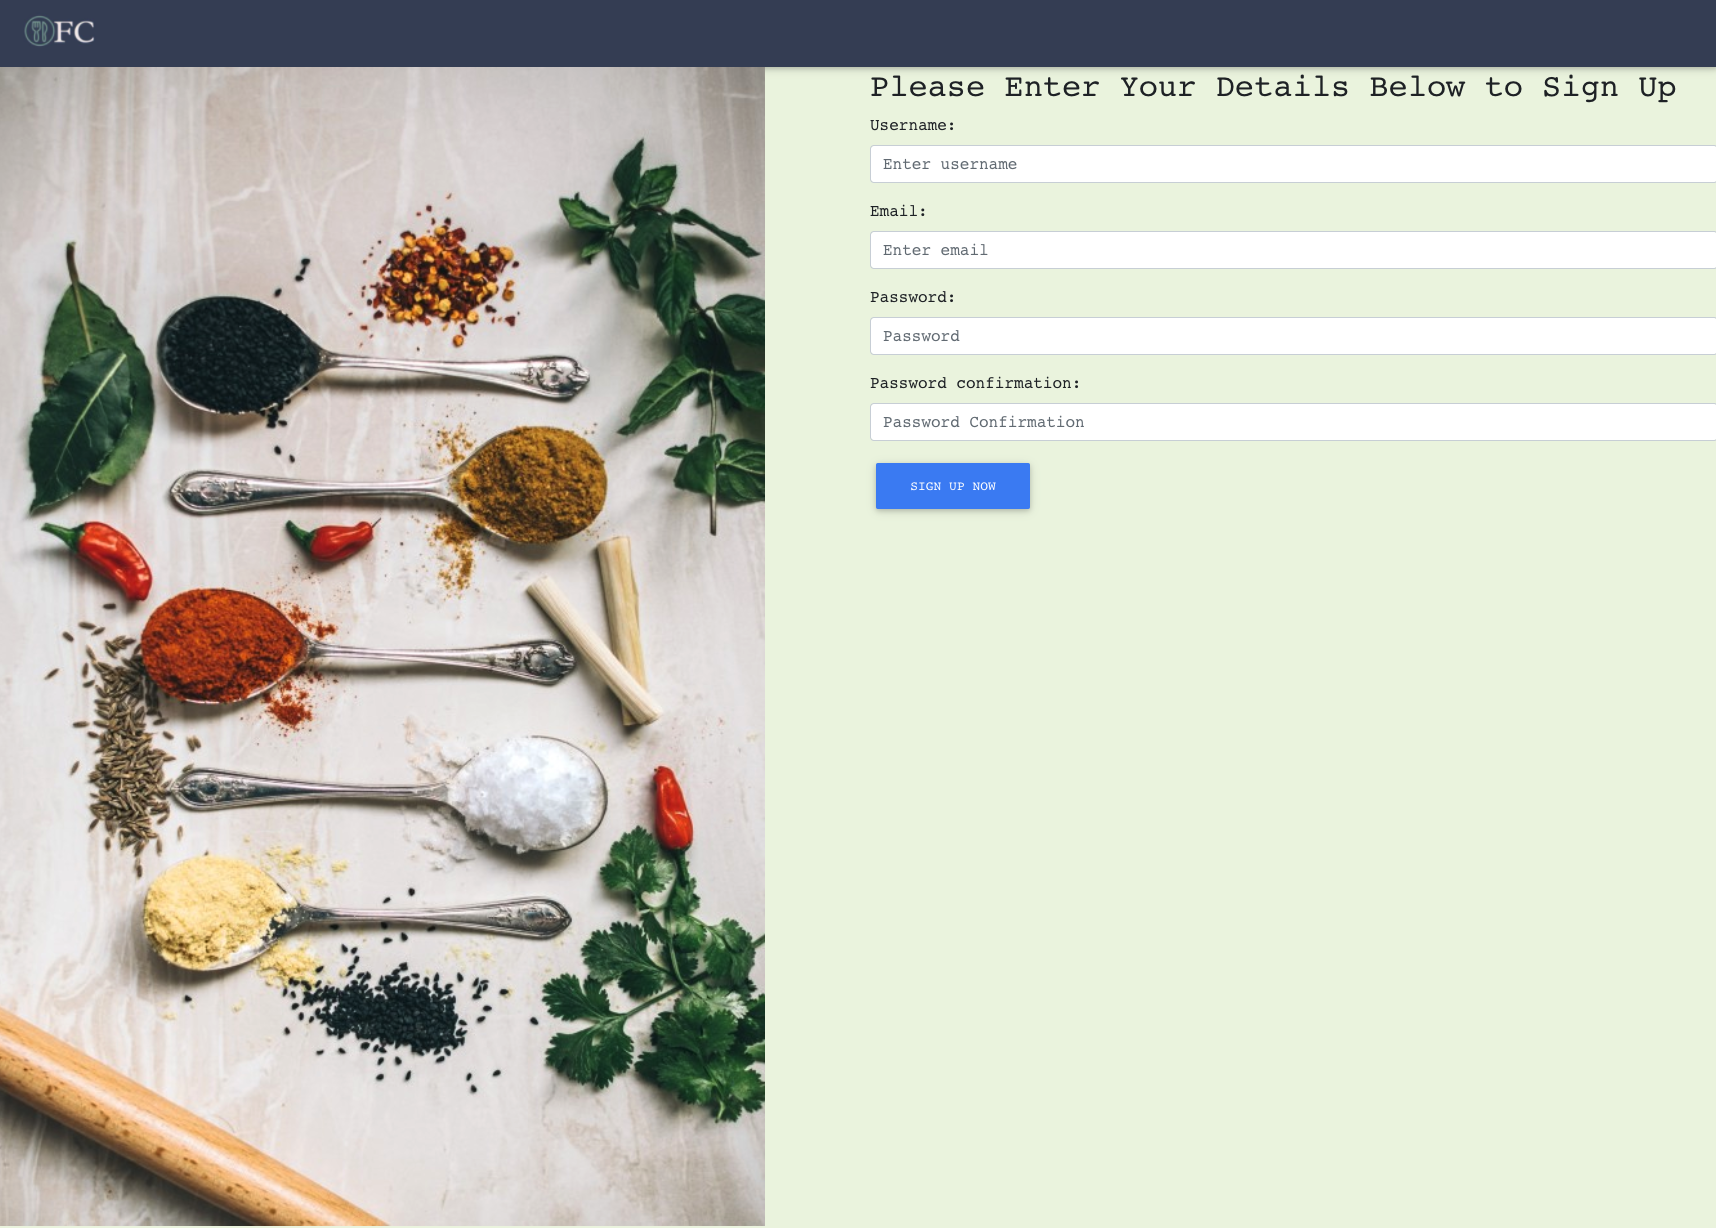 FC
Please Enter Your Details Below to Sign Up
Username:
Enter username
Email:
Enter email
Password:
Password
Password confirmation:
Password Confirmation
SIGN UP NOW